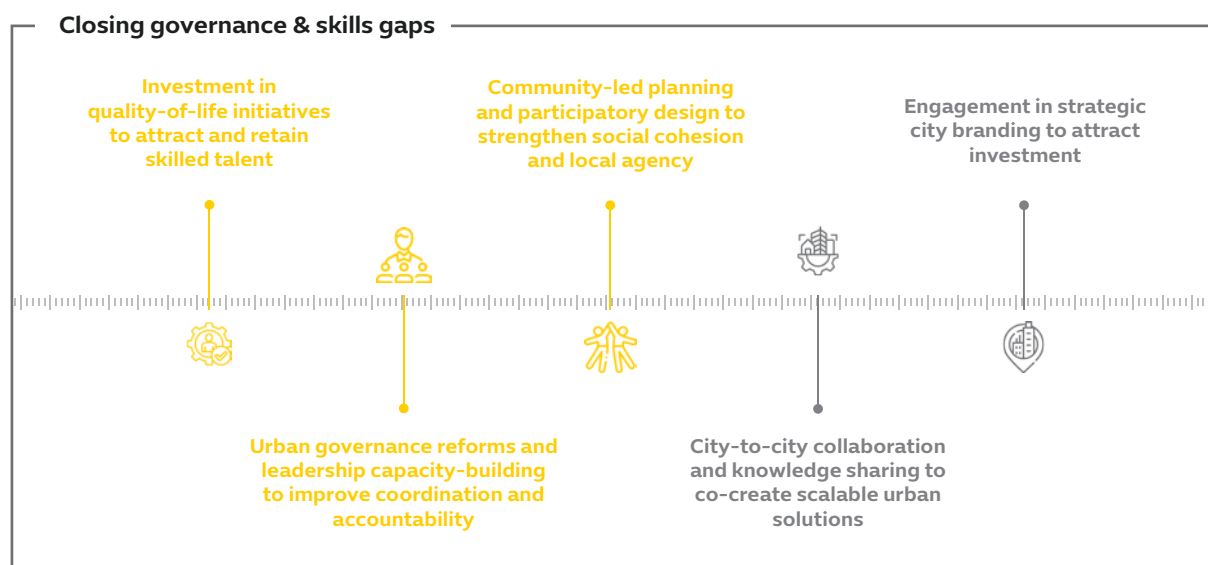 Closing governance & skills gaps
Investment in
quality-of-life initiatives
to attract and retain
skilled talent
Community-led planning
and participatory design to
strengthen social cohesion
and local agency
Engagement in strategic
city branding to attract
investment
Urban governance reforms and
leadership capacity-building
to improve coordination and
accountability
City-to-city collaboration
and knowledge sharing to
co-create scalable urban
solutions